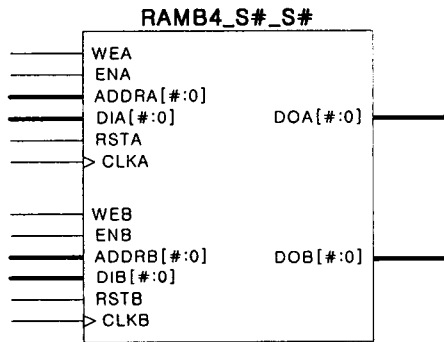 RAMB4_S#_S#
WEA
ENA
ADDRA[#:0]
DIA[#:0]
DOA[#:0]
RSTA
CLKA
WEB
ENB
ADDRB[#:0]
DOB[#:0]
DIB[#:0]
RSTB
CLKB